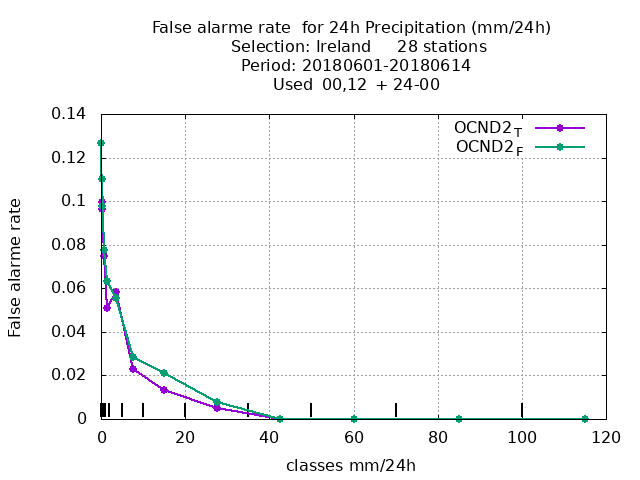 False alarme rate  for 24h Precipitation (mm/24h)
Selection: Ireland     28 stations
Period: 20180601-20180614
Used  00,12  + 24-00
OCND2T
OCND2F
0.14
0.12
0.1
0.08
0.06
0.04
0.02
0
False alarme rate
0 20 40 60 80 100 120
classes mm/24h